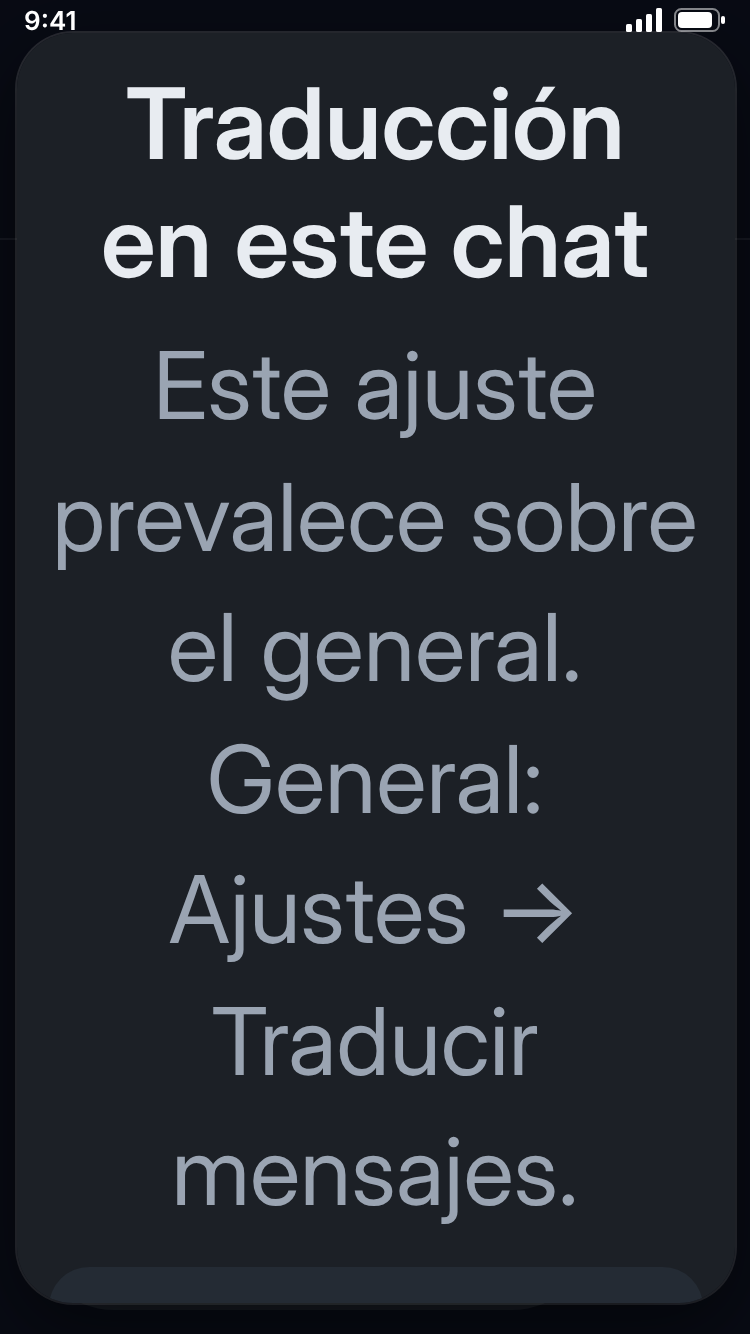 9:41
Traducción
en este chat
Este ajuste
prevalece sobre
el general.
General:
Ajustes →
Traducir
mensajes.